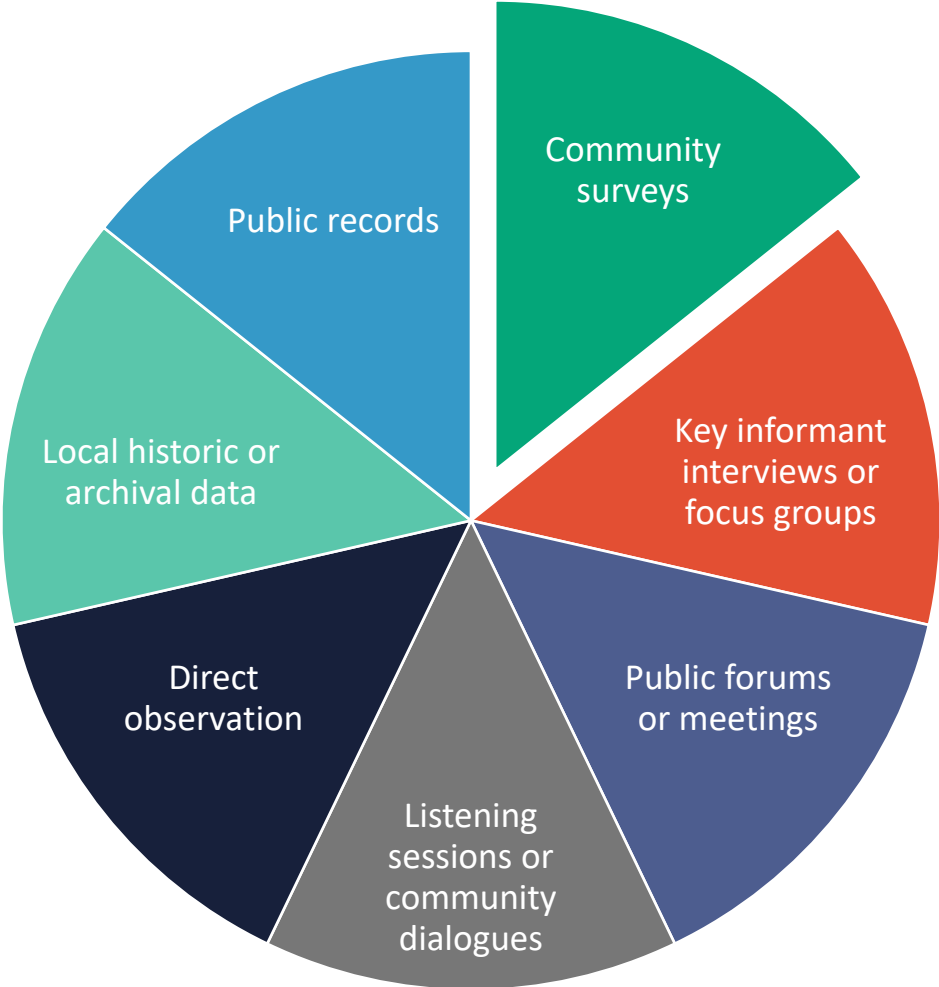 Community
surveys
Key informant
interviews or
focus groups
Public forums
or meetings
Listening
sessions or
community
dialogues
Direct
observation
Local historic or
archival data
Public records